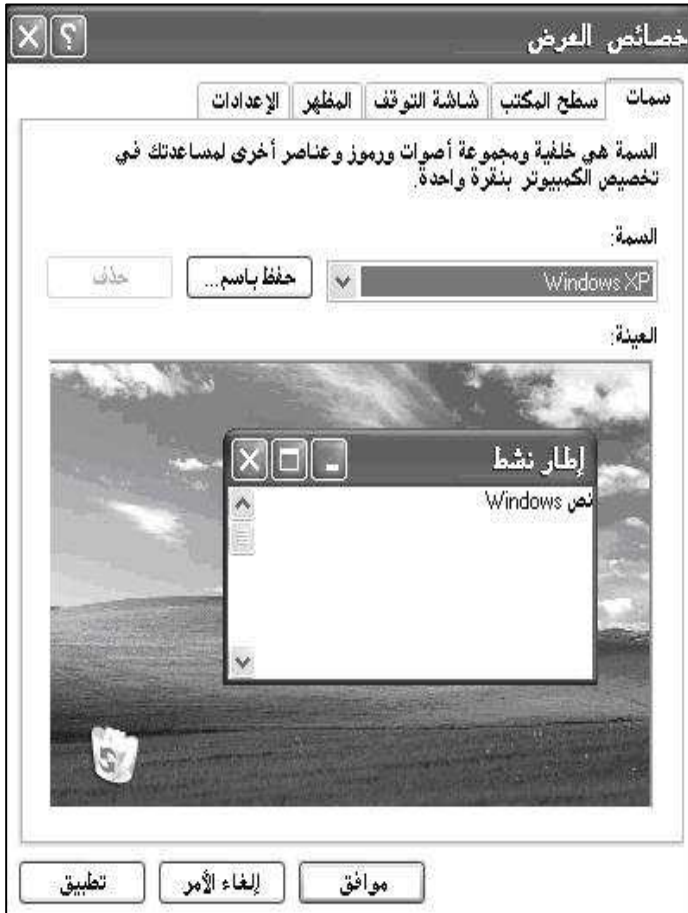 خصائص العرض
سمات سطح المكتب شاشة التوقف المظهر الإعدادات
السمة هي خلفية ومجموعة أصوات ورموز وعناصر أخرى لمساعدتك في
تخصيص الكمبيوتر بنقرة واحدة.
السمة:
Windows XP حفظ باسم... حذف
العينة:
إطار نشط
نص Windows
موافق إلغاء الأمر تطبيق